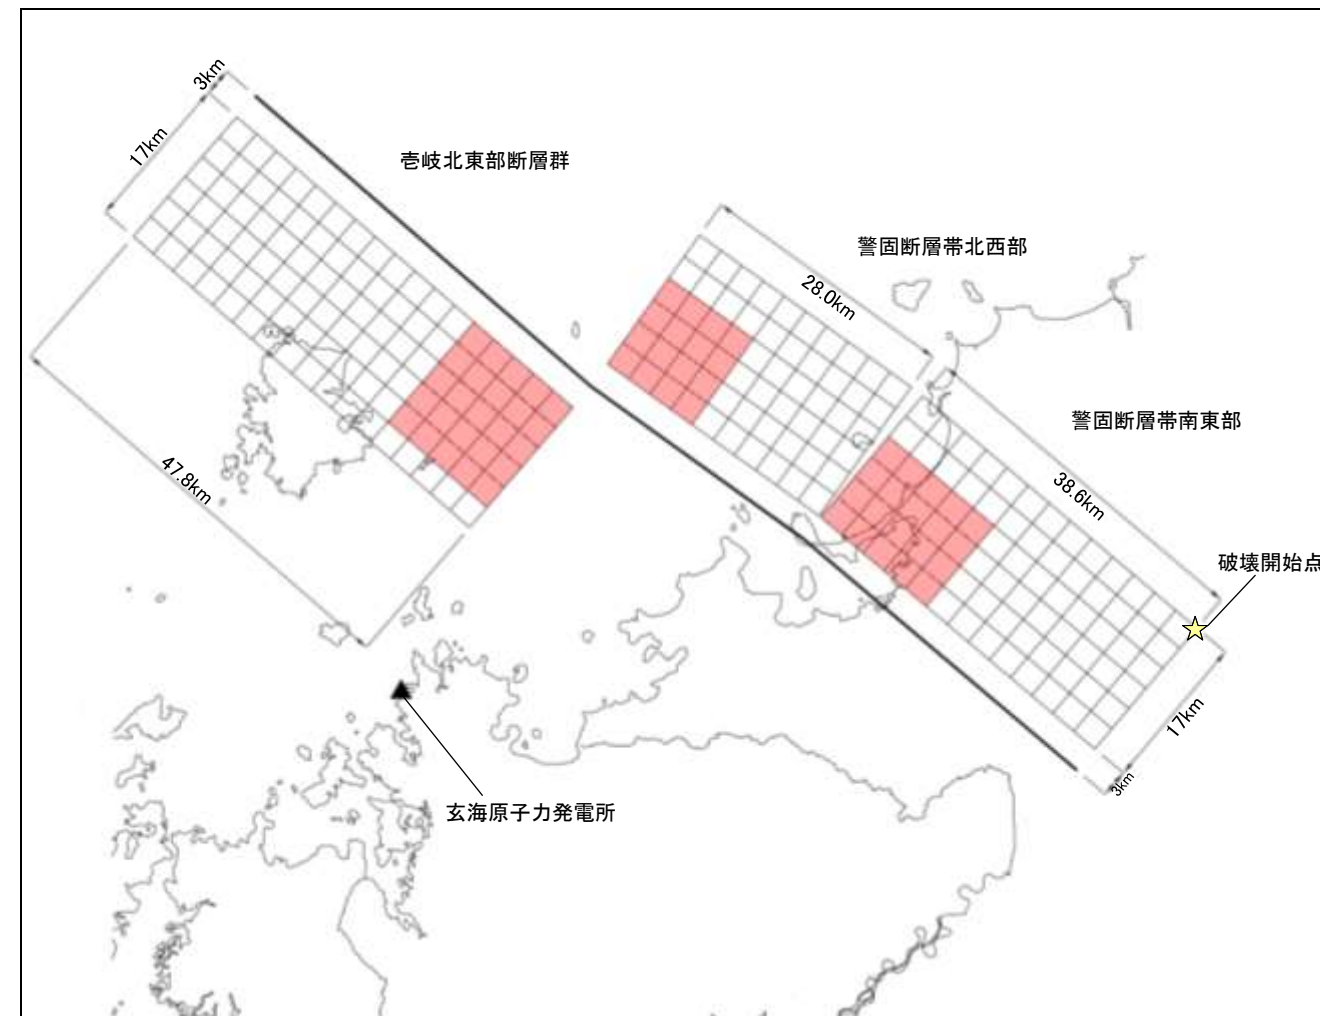 3km
17km
壱岐北東部断層群
警固断層帯北西部
28.0km
警固断層帯南東部
47.8km
38.6km
破壊開始点
17km
3km
玄海原子力発電所